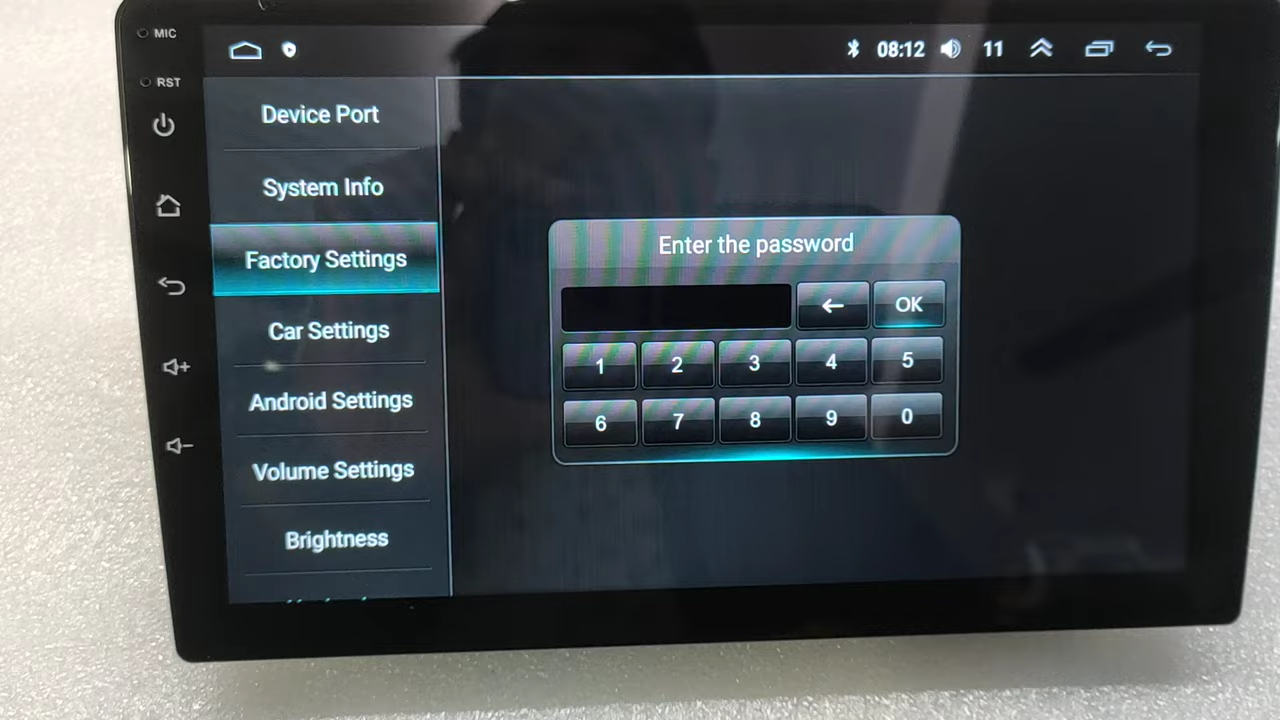 MIC
RST
08:12
11
Device Port
System Info
Factory Settings
Car Settings
Android Settings
Volume Settings
Brightness
Enter the password
OK
1 2 3 4 5
6 7 8 9 0